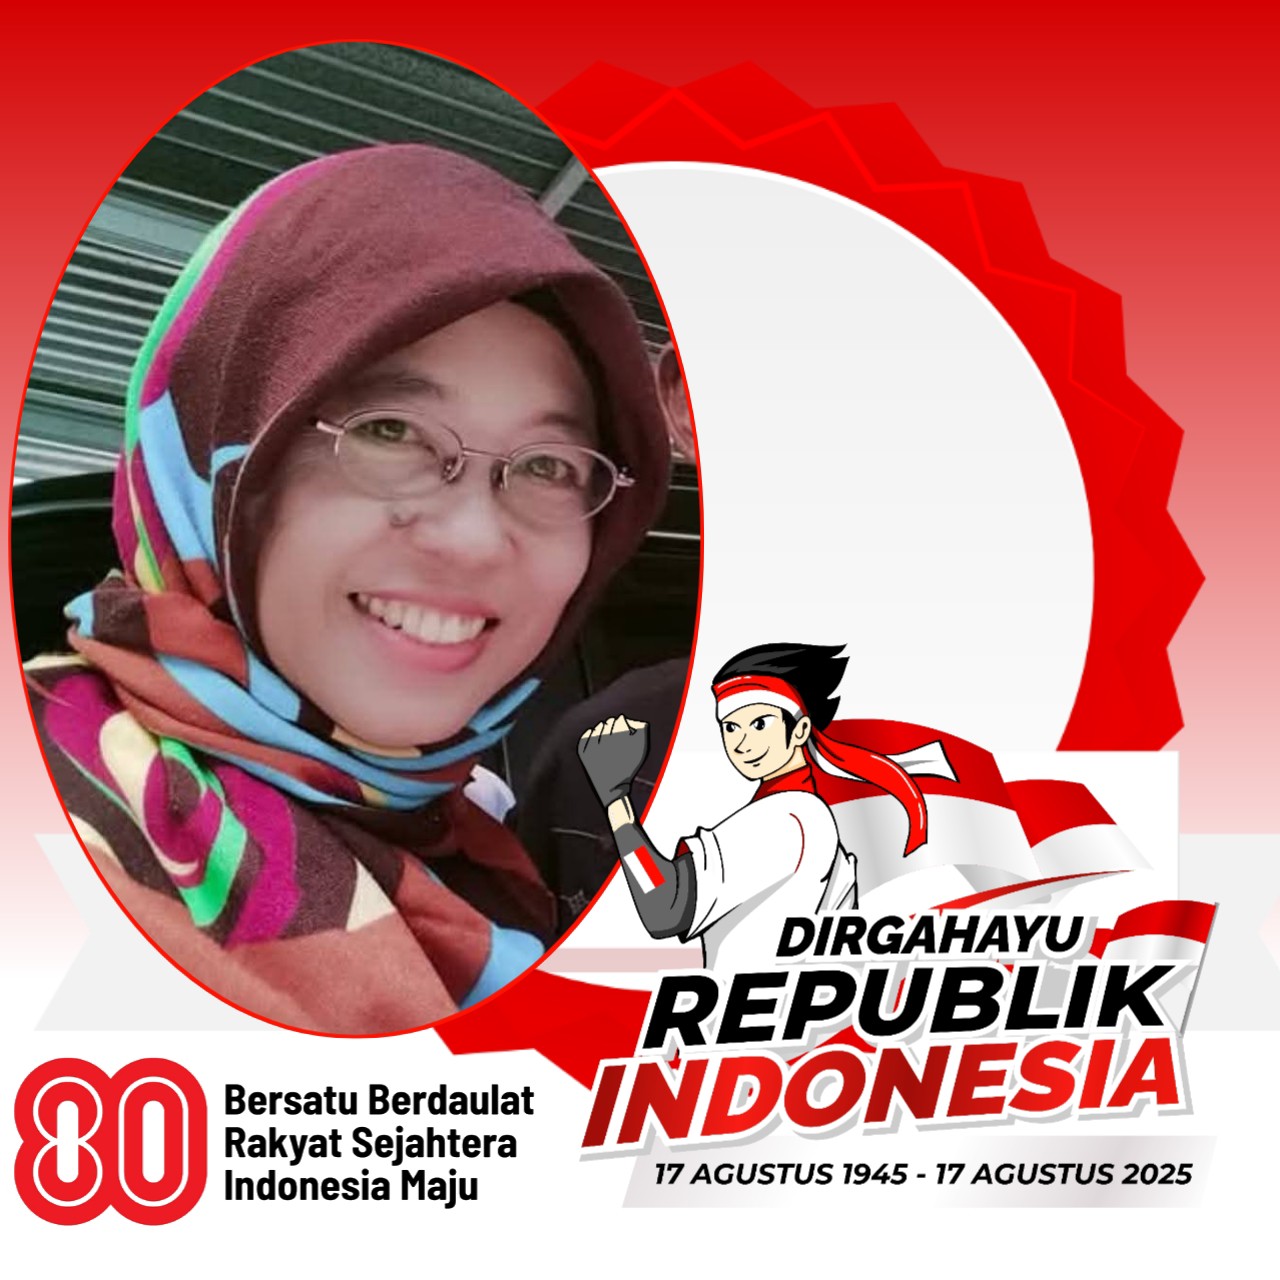 DIRGAHAYU
REPUBLIK
INDONESIA
17 AGUSTUS 1945 - 17 AGUSTUS 2025
80
Bersatu Berdaulat
Rakyat Sejahtera
Indonesia Maju